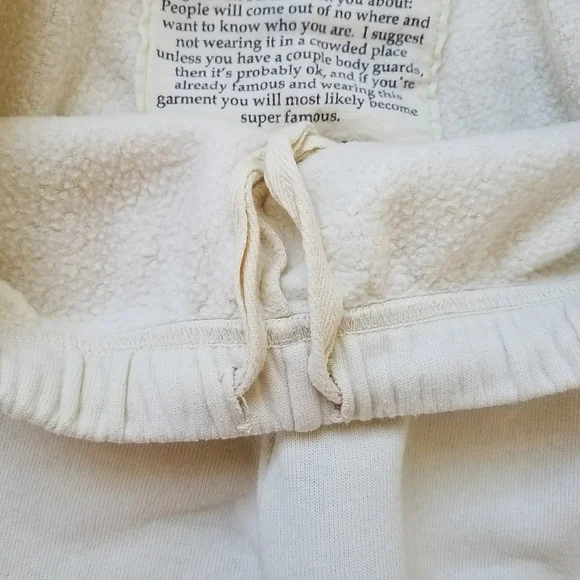 you about:
People will come out of no where and
want to know who you are. I suggest
not wearing it in a crowded place
unless you have a couple body guards,
then it's probably ok, and if you're
already famous and wearing this
garment you will most likely become
super famous.